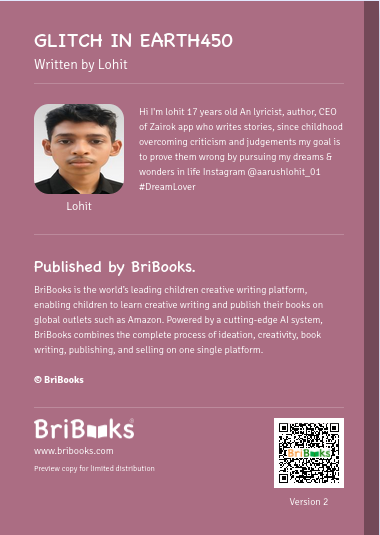 GLITCH IN EARTH450
Written by Lohit
Hi I'm lohit 17 years old An lyricist, author, CEO
of Zairok app who writes stories, since childhood
overcoming criticism and judgements my goal is
to prove them wrong by pursuing my dreams &
wonders in life Instagram @aarushlohit_01
#DreamLover
Lohit
Published by BriBooks.
BriBooks is the world's leading children creative writing platform,
enabling children to learn creative writing and publish their books on
global outlets such as Amazon. Powered by a cutting-edge AI system,
BriBooks combines the complete process of ideation, creativity, book
writing, publishing, and selling on one single platform.
© BriBooks
BriBooks®
www.bribooks.com
Preview copy for limited distribution
BriBooks
Version 2